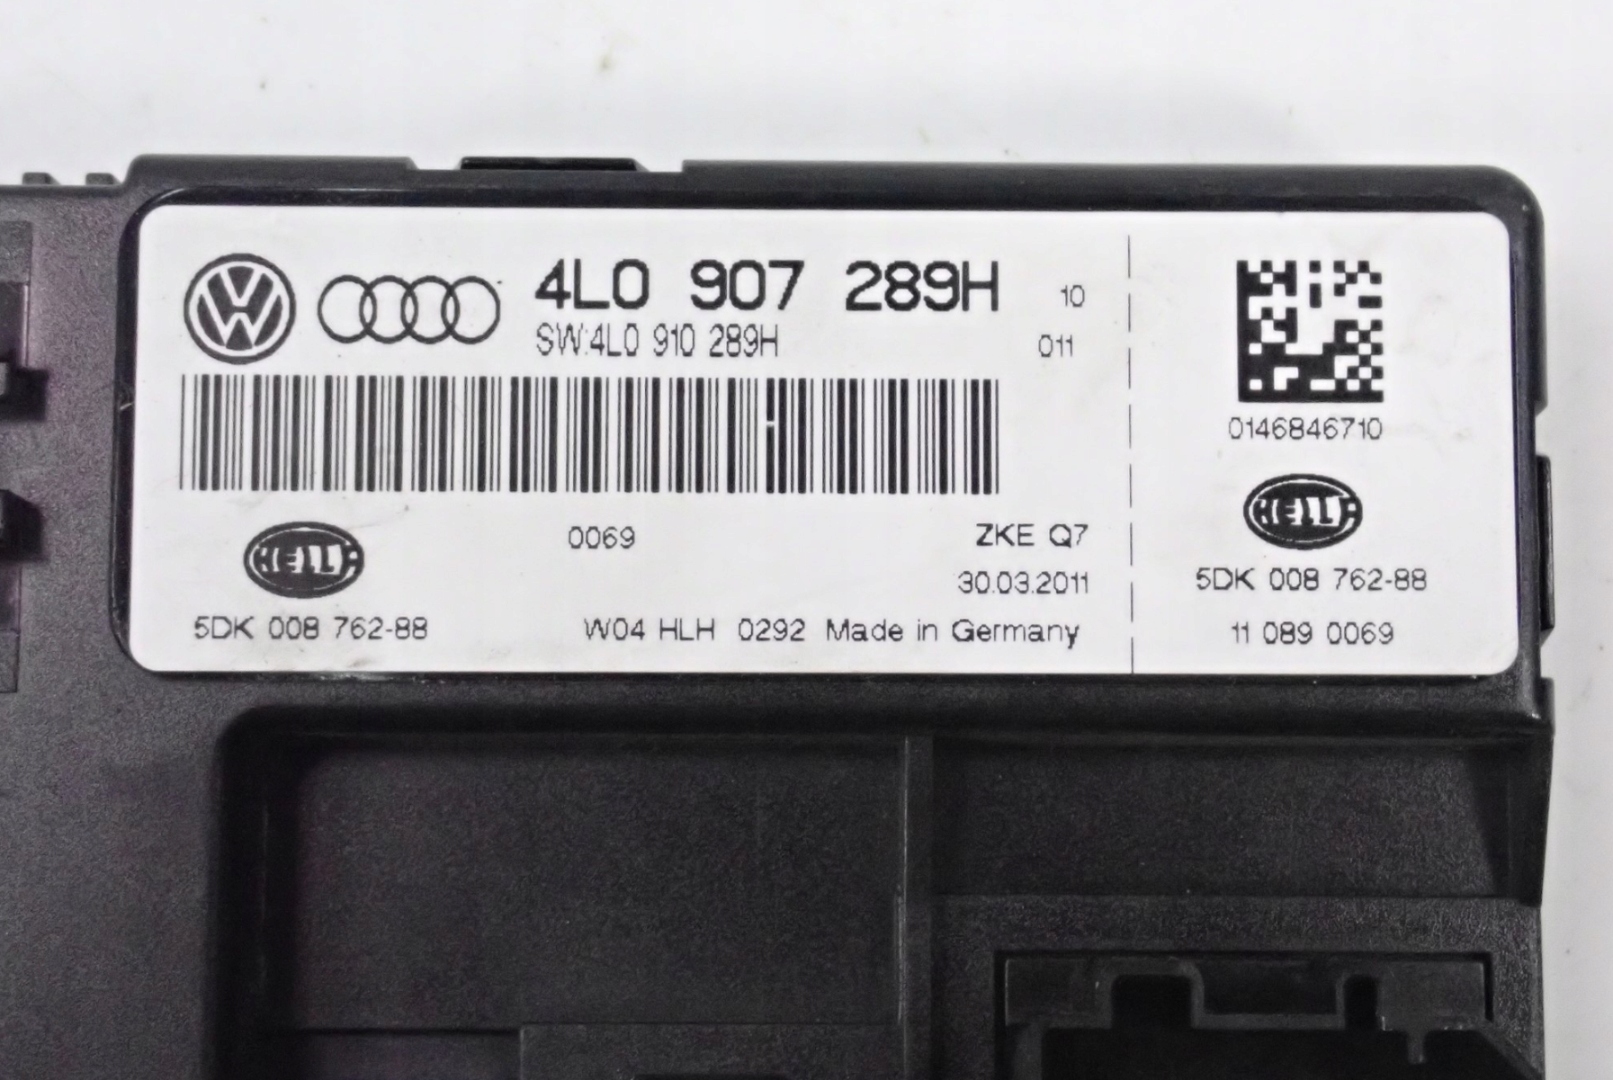 4L0 907 289H 10
SW:4L0 910 289H 011
0069 ZKE Q7
HELLA
30.03.2011
5DK 008 762-88 W04 HLH 0292 Made in Germany
0146846710
HELLA
5DK 008 762-88
11 089 0069